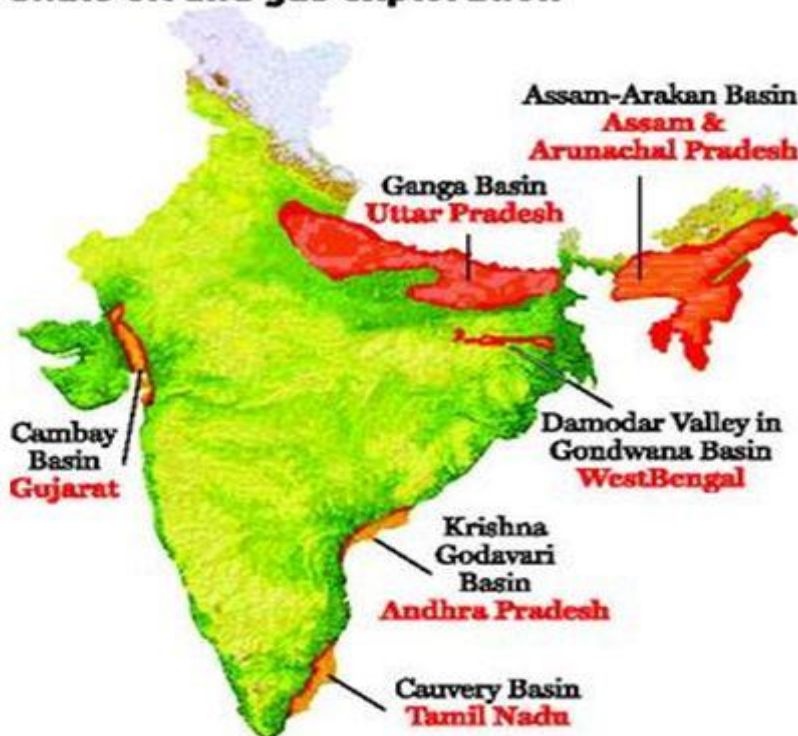 Assam-Arakan Basin
Assam &
Arunachal Pradesh
Ganga Basin
Uttar Pradesh
Cambay
Basin
Gujarat
Damodar Valley in
Gondwana Basin
WestBengal
Krishna
Godavari
Basin
Andhra Pradesh
Cauvery Basin
Tamil Nadu